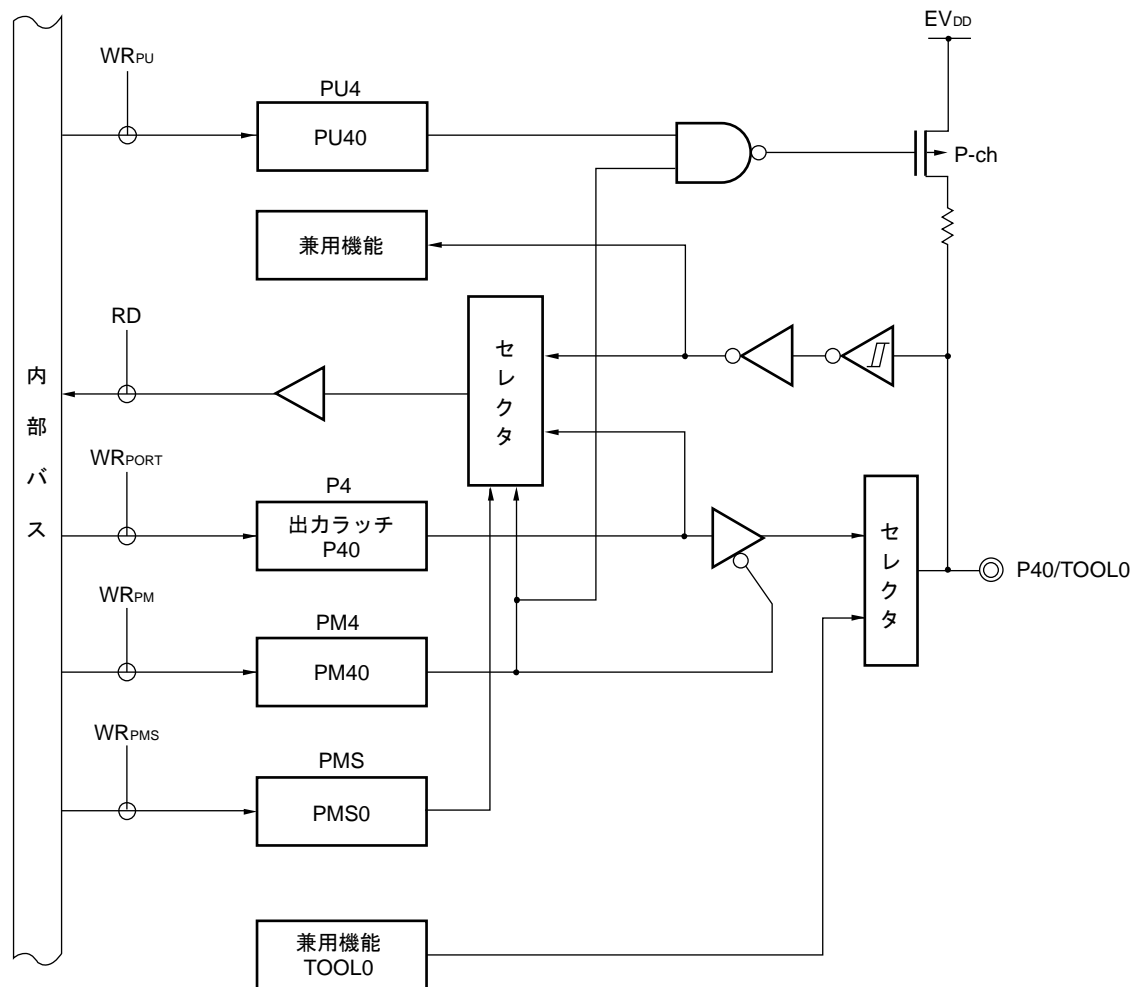 EVDD
WRPU
PU4
PU40
P-ch
兼用機能
RD
セレクタ
内部バス
WRPORT
P4
出力ラッチ
P40
セレクタ
P40/TOOL0
WRPM
PM4
PM40
WRPMS
PMS
PMS0
兼用機能
TOOL0